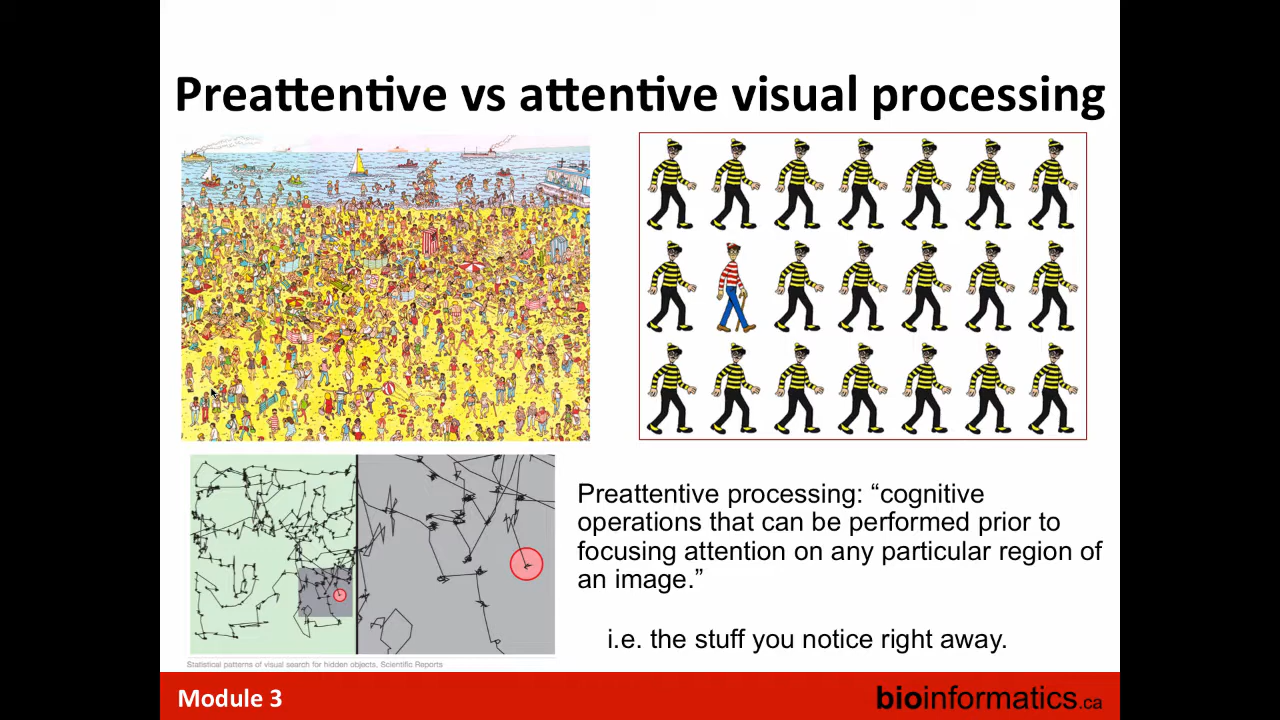 Preattentive vs attentive visual processing
Preattentive processing: “cognitive
operations that can be performed prior to
focusing attention on any particular region of
an image.”
i.e. the stuff you notice right away.
Statistical patterns of visual search for hidden objects, Scientific Reports
Module 3
bioinformatics.ca